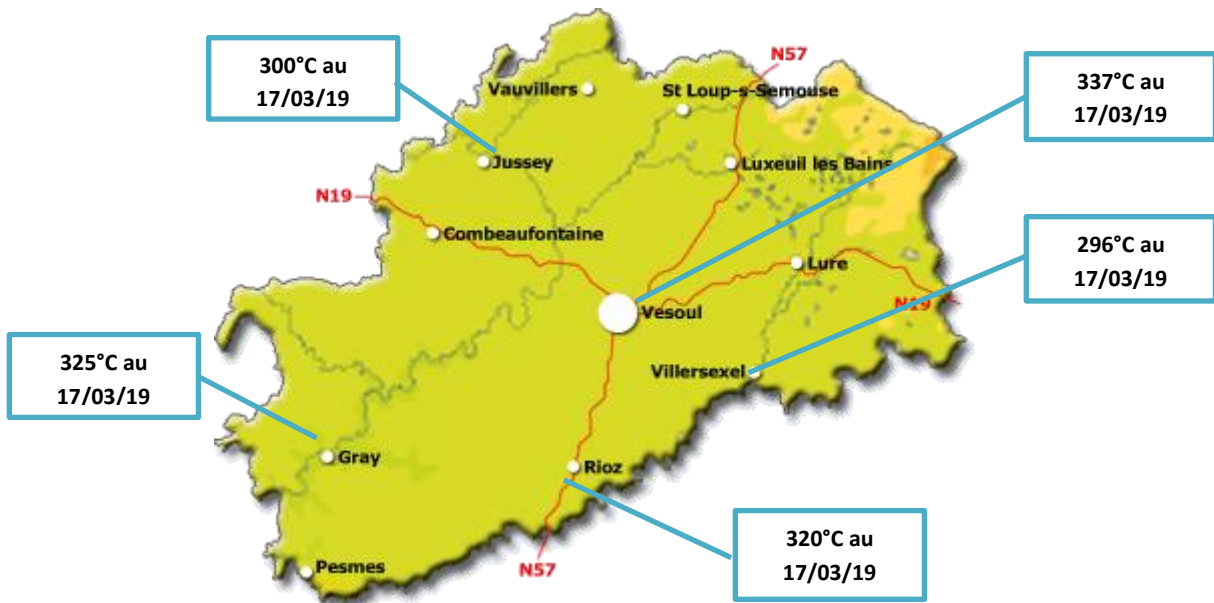 300°C au
17/03/19
N57
337°C au
17/03/19
Vauvillers
St Loup-s-Semouse
Jussey
Luxeuil les Bains
N19
Combeaufontaine
Lure
296°C au
17/03/19
N19
Vesoul
325°C au
17/03/19
Villersexel
Gray
Rioz
320°C au
17/03/19
Pesmes
N57